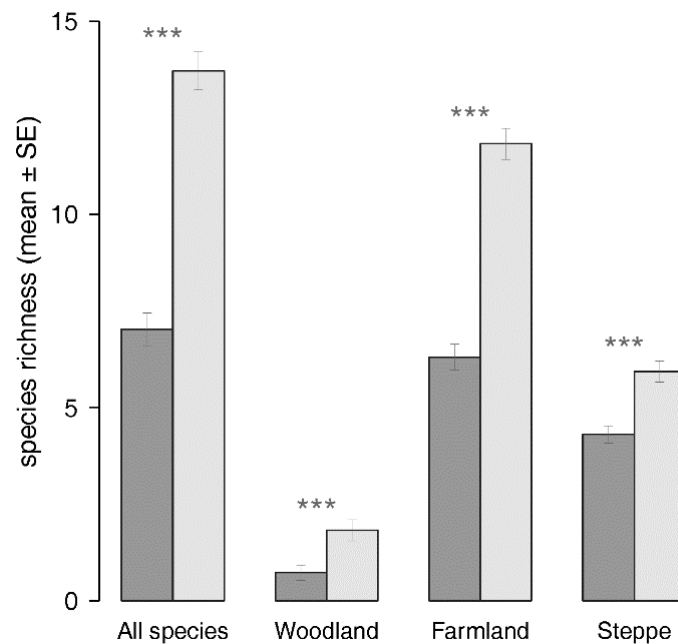 species richness (mean ± SE)
15
10
5
0
***
***
***
***
All species
Woodland
Farmland
Steppe